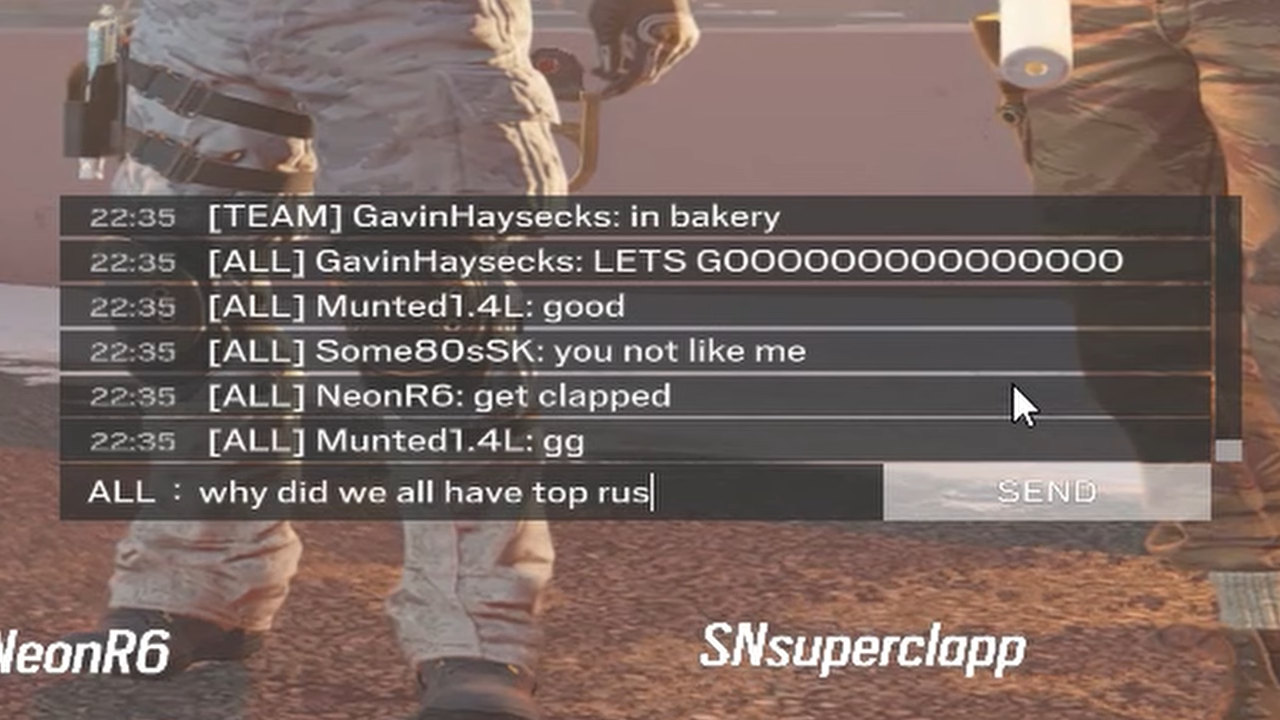 22:35 [TEAM] GavinHaysecks: in bakery
22:35 [ALL] GavinHaysecks: LETS GOOOOOOOOOOOOOOOO
22:35 [ALL] Munted1.4L: good
22:35 [ALL] Some80sSK: you not like me
22:35 [ALL] NeonR6: get clapped
22:35 [ALL] Munted1.4L: gg
ALL : why did we all have top rus SEND
NeonR6 SNsuperclapp